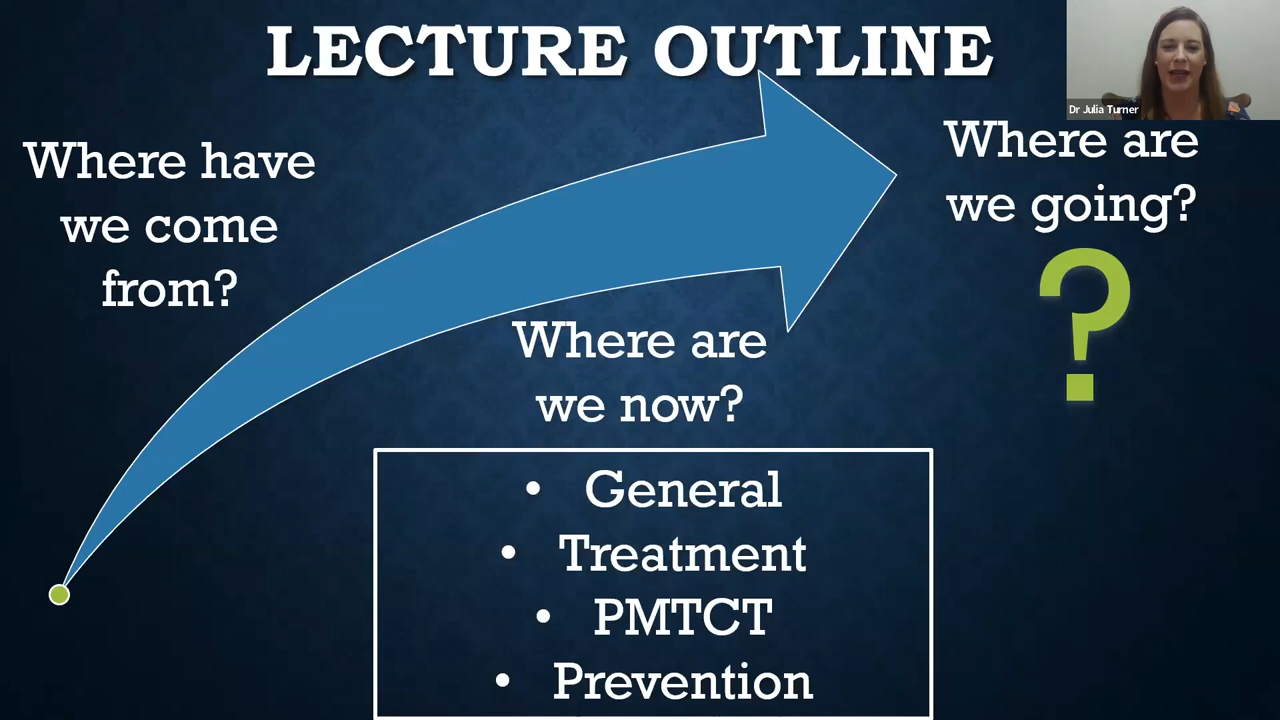 LECTURE OUTLINE
Dr Julia Turner
Where have
we come
from?
Where are
we now?
• General
• Treatment
• PMTCT
• Prevention
Where are
we going?
?